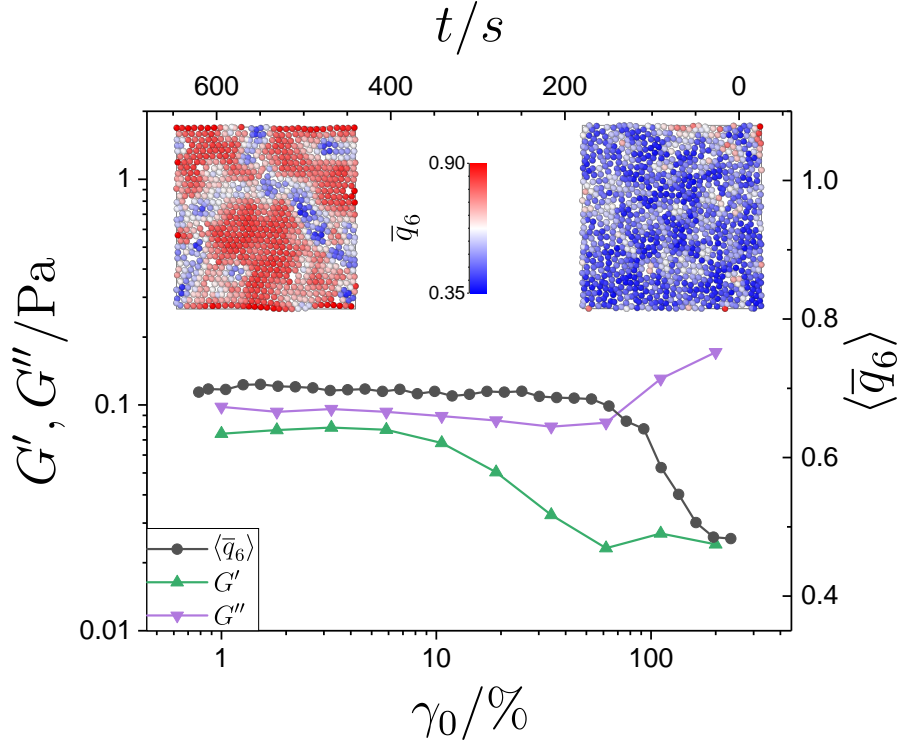 t/s
600 400 200 0
0.90
q̅₆
0.35
1
0.1
0.01
G′, G″/Pa
1.0
0.8
0.6
0.4
⟨q̅₆⟩
⟨q̅₆⟩
G′
G″
1 10 100
γ₀/%